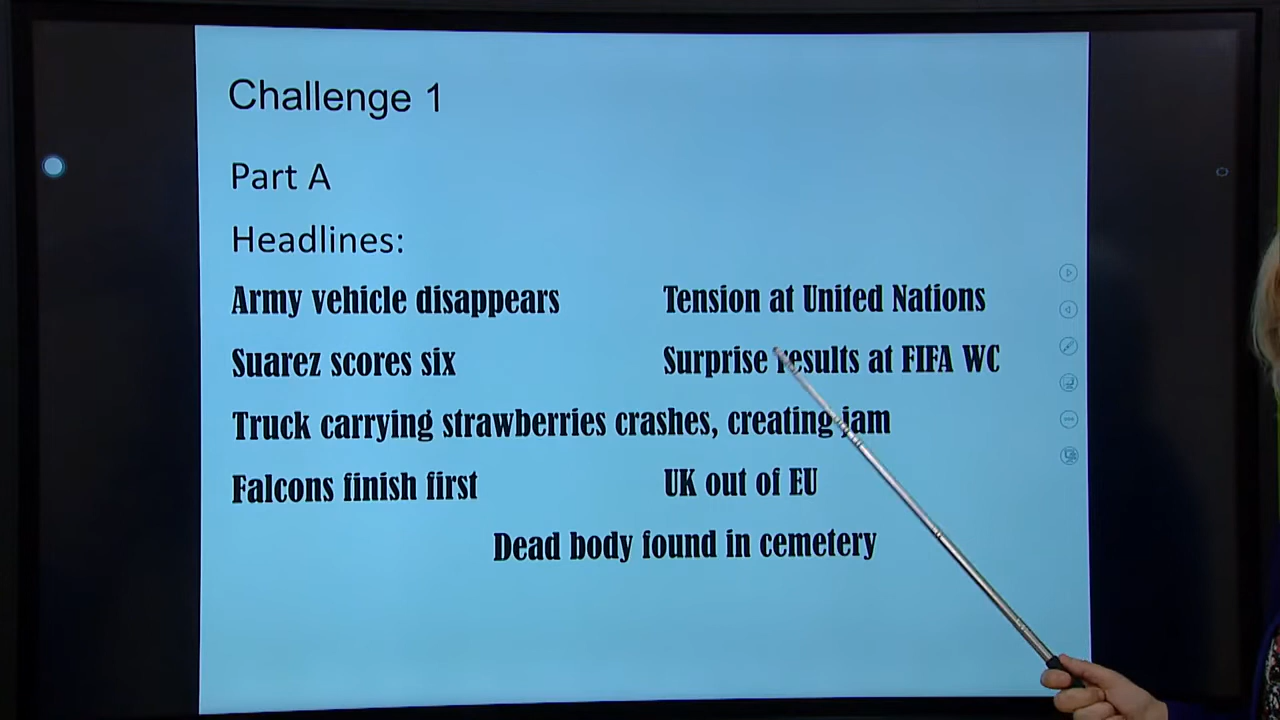 Challenge 1
Part A
Headlines:
Army vehicle disappears
Tension at United Nations
Suarez scores six
Surprise results at FIFA WC
Truck carrying strawberries crashes, creating jam
Falcons finish first
UK out of EU
Dead body found in cemetery